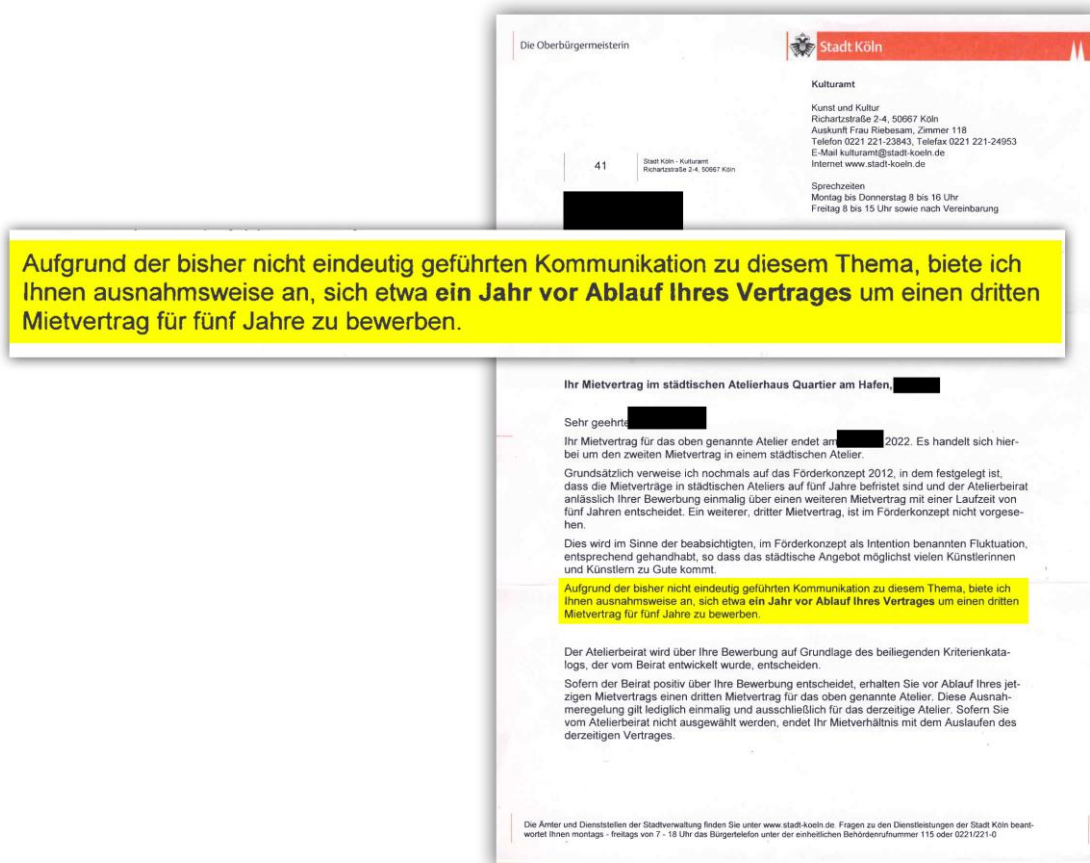 Die Oberbürgermeisterin
Stadt Köln
Kulturamt
Kunst und Kultur
Richartzstraße 2-4, 50667 Köln
Auskunft Frau Riebesam, Zimmer 118
Telefon 0221 221-23843, Telefax 0221 221-24953
E-Mail kulturamt@stadt-koeln.de
Internet www.stadt-koeln.de
Sprechzeiten
Montag bis Donnerstag 8 bis 16 Uhr
Freitag 8 bis 15 Uhr sowie nach Vereinbarung
41
Stadt Köln - Kulturamt
Richartzstraße 2-4, 50667 Köln
Aufgrund der bisher nicht eindeutig geführten Kommunikation zu diesem Thema, biete ich
Ihnen ausnahmsweise an, sich etwa ein Jahr vor Ablauf Ihres Vertrages um einen dritten
Mietvertrag für fünf Jahre zu bewerben.
Ihr Mietvertrag im städtischen Atelierhaus Quartier am Hafen,
Sehr geehrte
Ihr Mietvertrag für das oben genannte Atelier endet am 2022. Es handelt sich hier-
bei um den zweiten Mietvertrag in einem städtischen Atelier.
Grundsätzlich verweise ich nochmals auf das Förderkonzept 2012, in dem festgelegt ist,
dass die Mietverträge in städtischen Ateliers auf fünf Jahre befristet sind und der Atelierbeirat
anlässlich Ihrer Bewerbung einmalig über einen weiteren Mietvertrag mit einer Laufzeit von
fünf Jahren entscheidet. Ein weiterer, dritter Mietvertrag, ist im Förderkonzept nicht vorgese-
hen.
Dies wird im Sinne der beabsichtigten, im Förderkonzept als Intention benannten Fluktuation,
entsprechend gehandhabt, so dass das städtische Angebot möglichst vielen Künstlerinnen
und Künstlern zu Gute kommt.
Aufgrund der bisher nicht eindeutig geführten Kommunikation zu diesem Thema, biete ich
Ihnen ausnahmsweise an, sich etwa ein Jahr vor Ablauf Ihres Vertrages um einen dritten
Mietvertrag für fünf Jahre zu bewerben.
Der Atelierbeirat wird über Ihre Bewerbung auf Grundlage des beiliegenden Kriterienkata-
logs, der vom Beirat entwickelt wurde, entscheiden.
Sofern der Beirat positiv über Ihre Bewerbung entscheidet, erhalten Sie vor Ablauf Ihres jet-
zigen Mietvertrags einen dritten Mietvertrag für das oben genannte Atelier. Diese Ausnah-
meregelung gilt lediglich einmalig und ausschließlich für das derzeitige Atelier. Sofern Sie
vom Atelierbeirat nicht ausgewählt werden, endet Ihr Mietverhältnis mit dem Auslaufen des
derzeitigen Vertrages.
Die Ämter und Dienststellen der Stadtverwaltung finden Sie unter www.stadt-koeln.de. Fragen zu den Dienstleistungen der Stadt Köln beant-
wortet Ihnen montags - freitags von 7 - 18 Uhr das Bürgertelefon unter der einheitlichen Behördenrufnummer 115 oder 0221/221-0